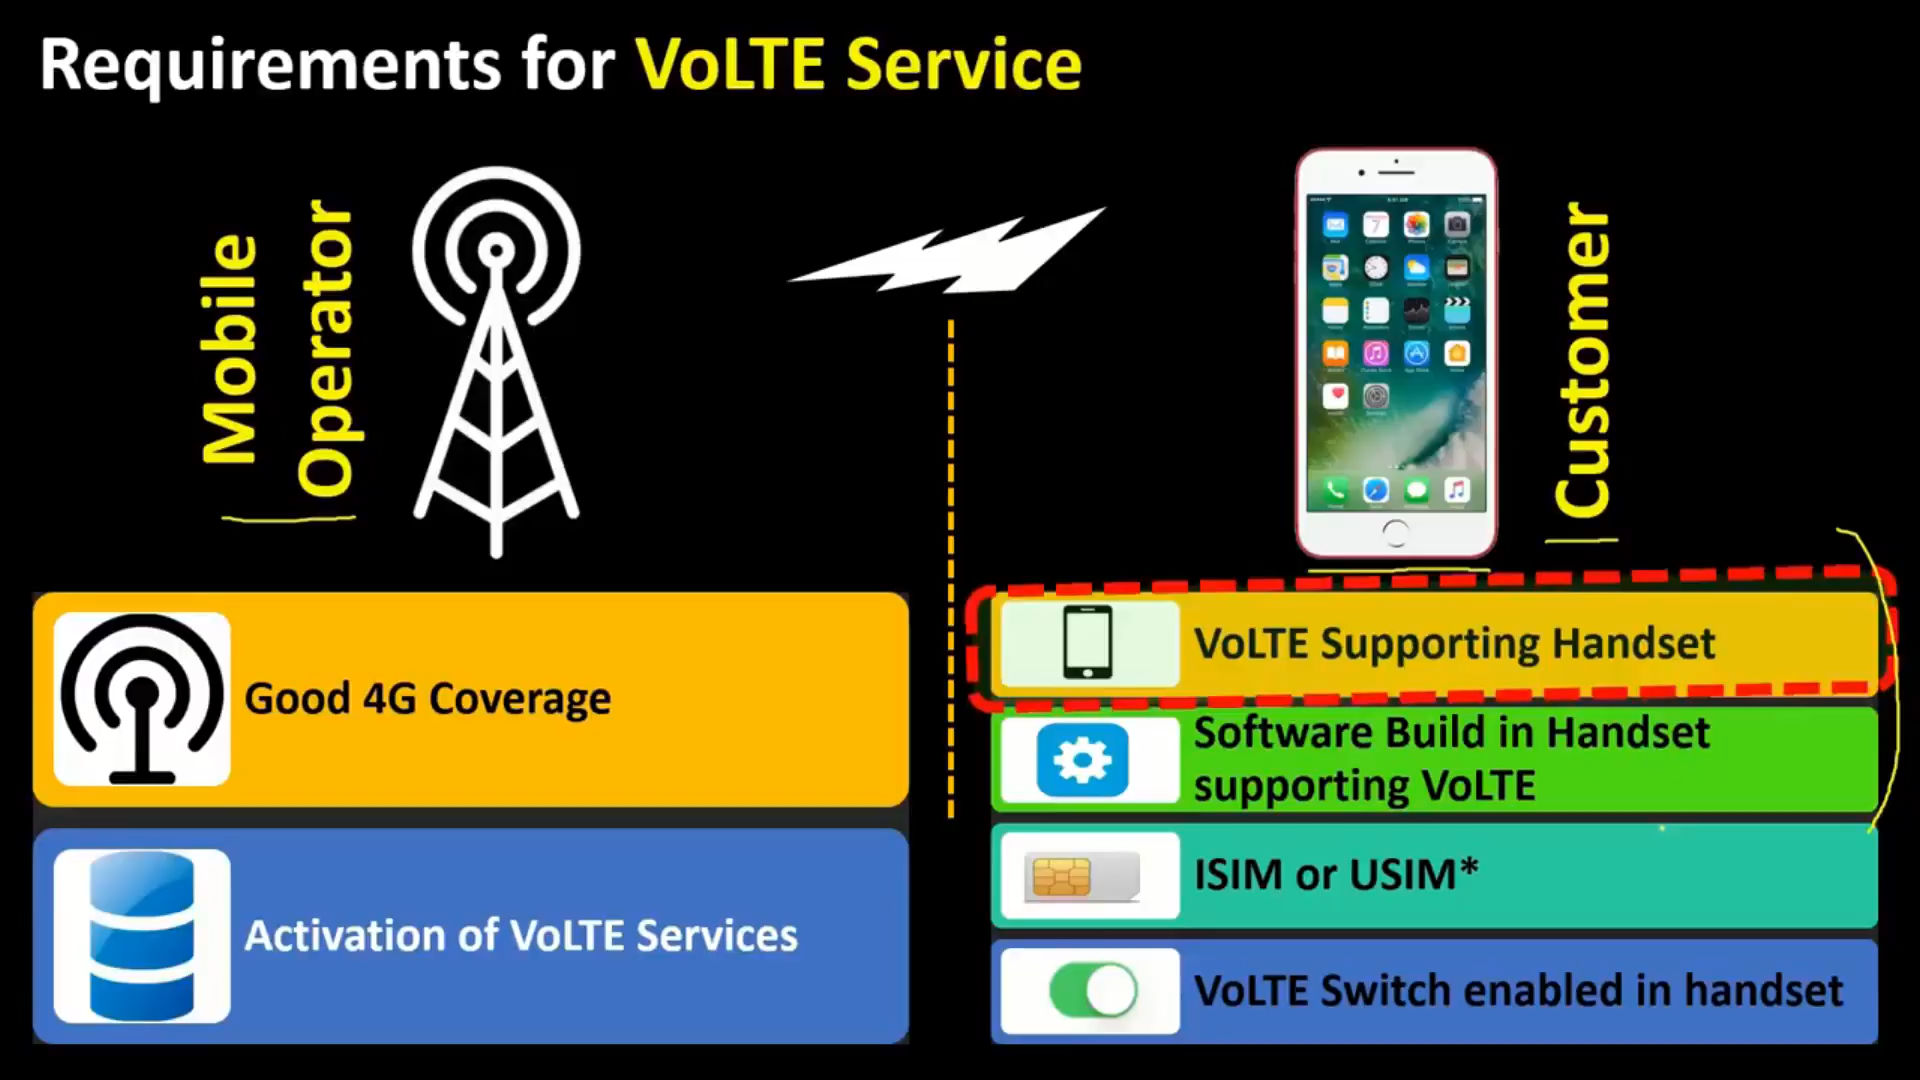 Requirements for VoLTE Service
Mobile
Operator
Customer
Good 4G Coverage
Activation of VoLTE Services
VoLTE Supporting Handset
Software Build in Handset
supporting VoLTE
ISIM or USIM*
VoLTE Switch enabled in handset